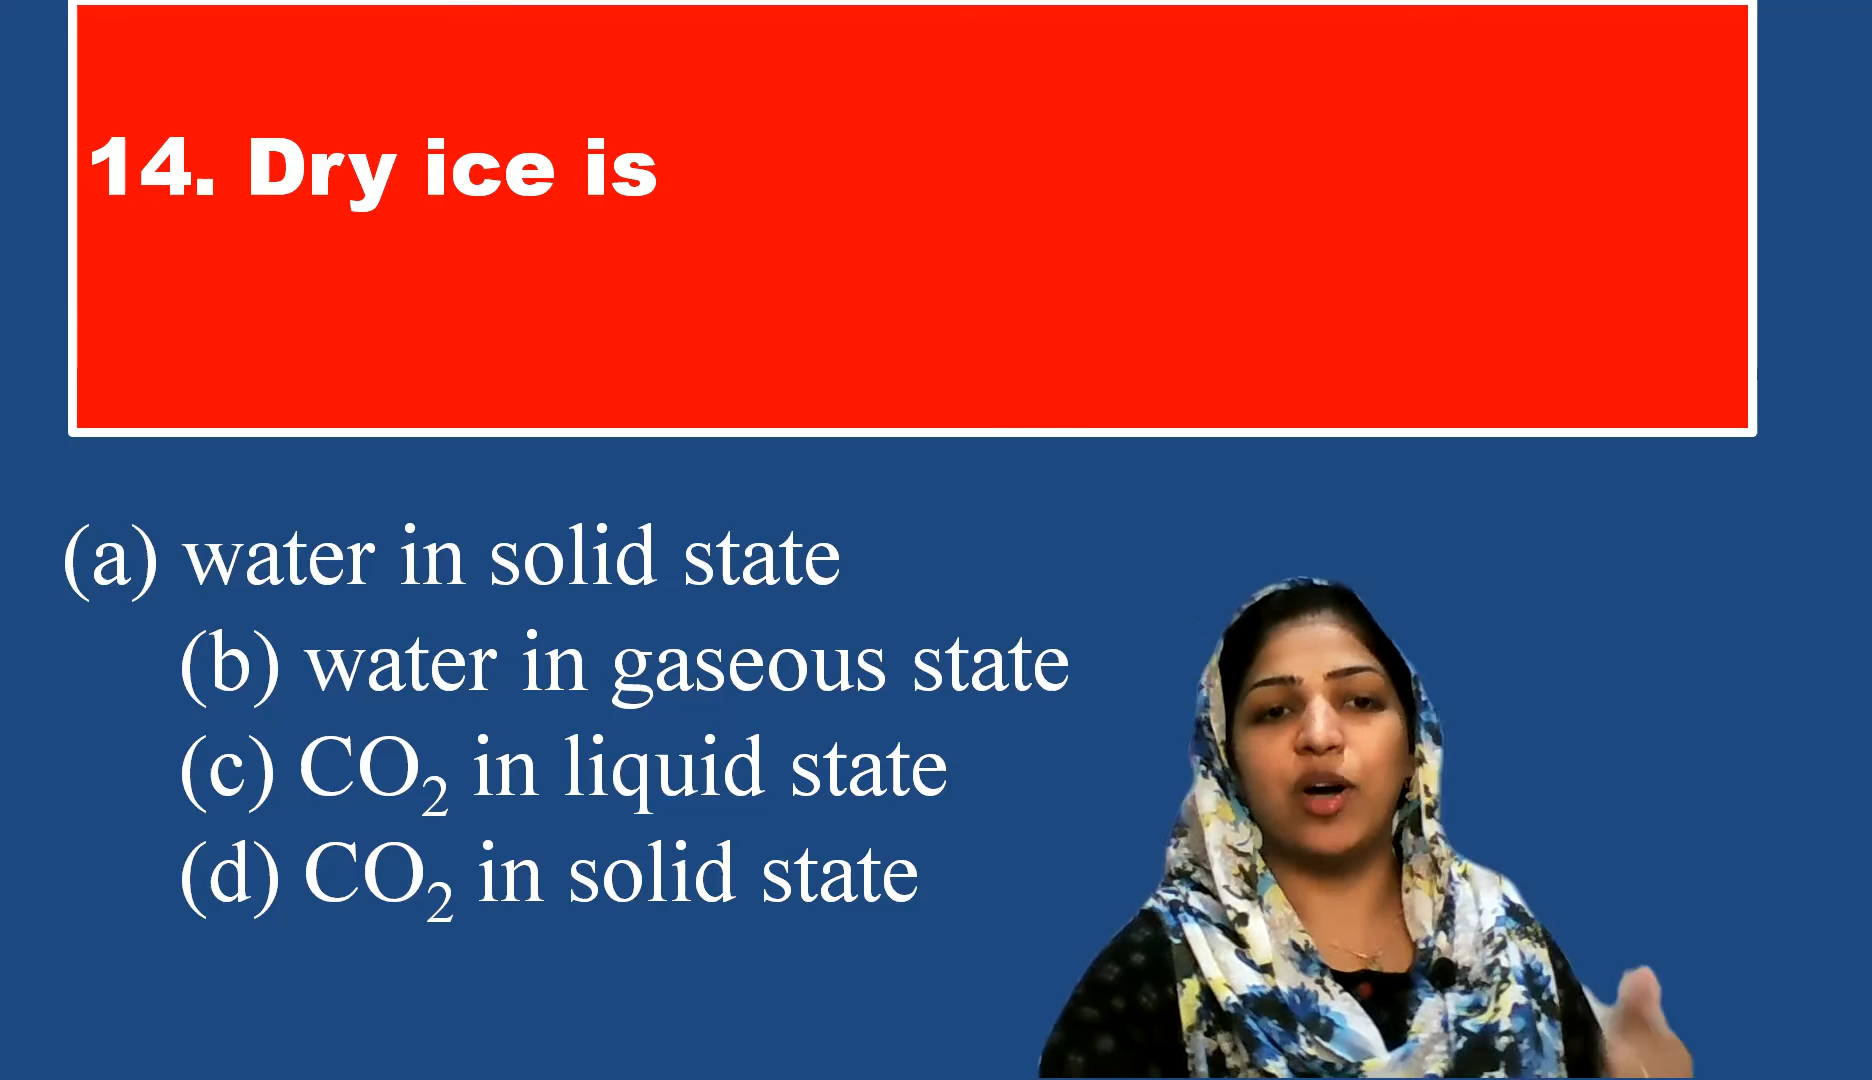 14. Dry ice is
(a) water in solid state
(b) water in gaseous state
(c) CO₂ in liquid state
(d) CO₂ in solid state